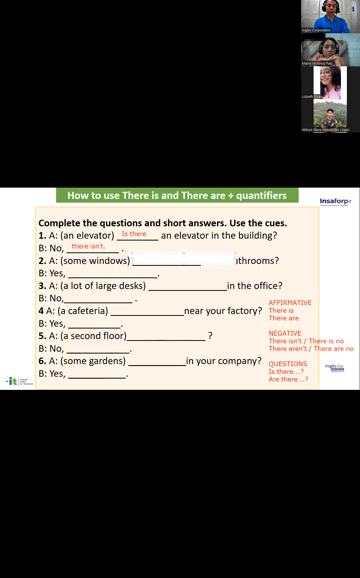 Inglés Corporativo
How to use There is and There are + quantifiers
Insaforp
Complete the questions and short answers. Use the cues.
1. A: (an elevator) Is there an elevator in the building?
B: No, there isn't.
2. A: (some windows) throoms?
B: Yes,
3. A: (a lot of large desks) in the office?
B: No, .
4 A: (a cafeteria) near your factory?
B: Yes, .
5. A: (a second floor) ?
B: No, .
6. A: (some gardens) in your company?
B: Yes, .
AFFIRMATIVE
There is
There are
NEGATIVE
There isn't / There is no
There aren't / There are no
QUESTIONS
Is there...?
Are there...?